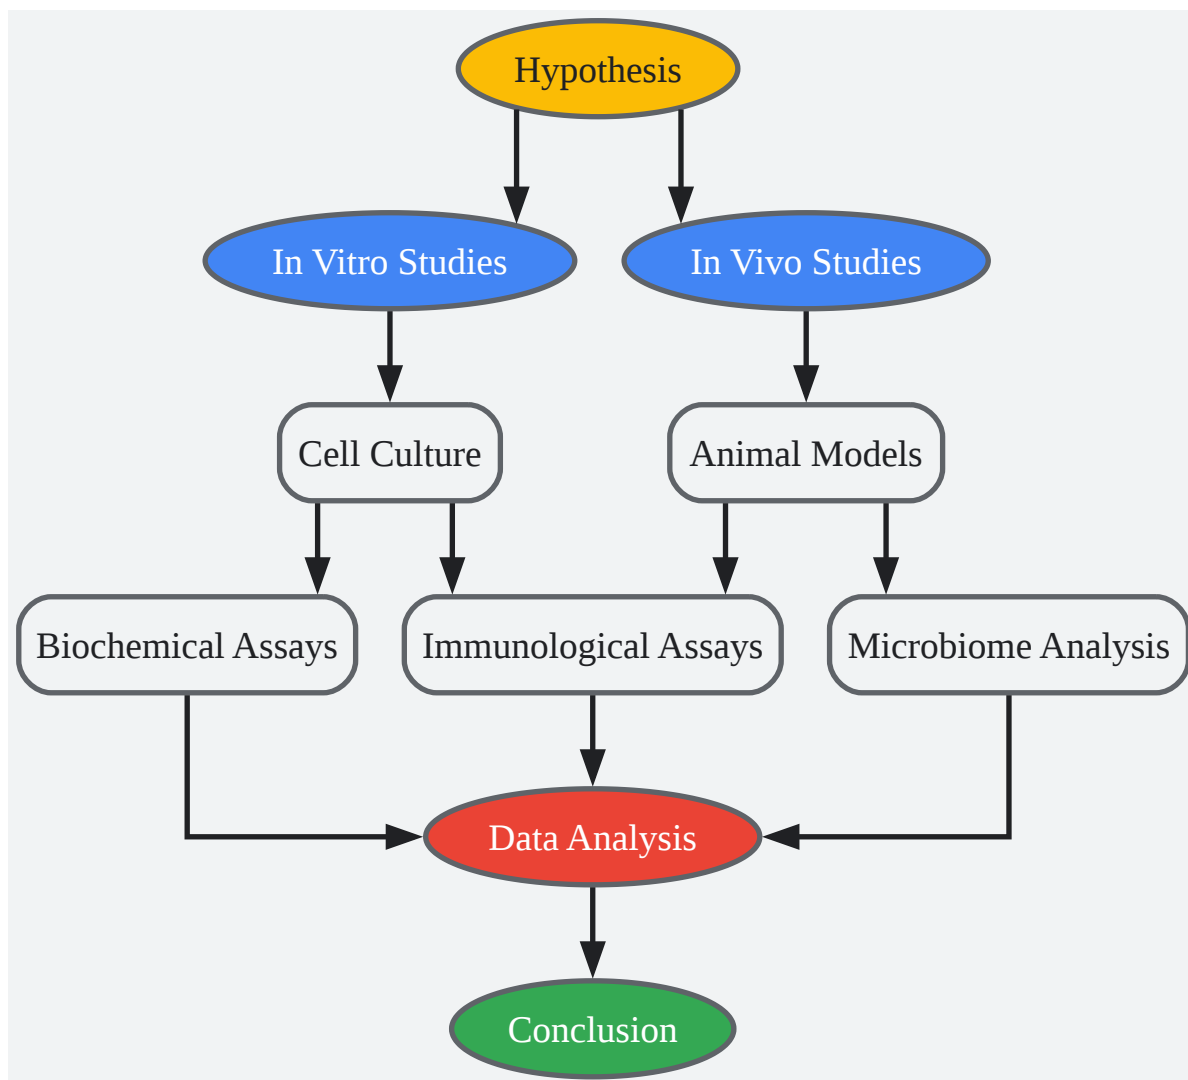 Hypothesis
In Vitro Studies
In Vivo Studies
Cell Culture
Animal Models
Biochemical Assays
Immunological Assays
Microbiome Analysis
Data Analysis
Conclusion